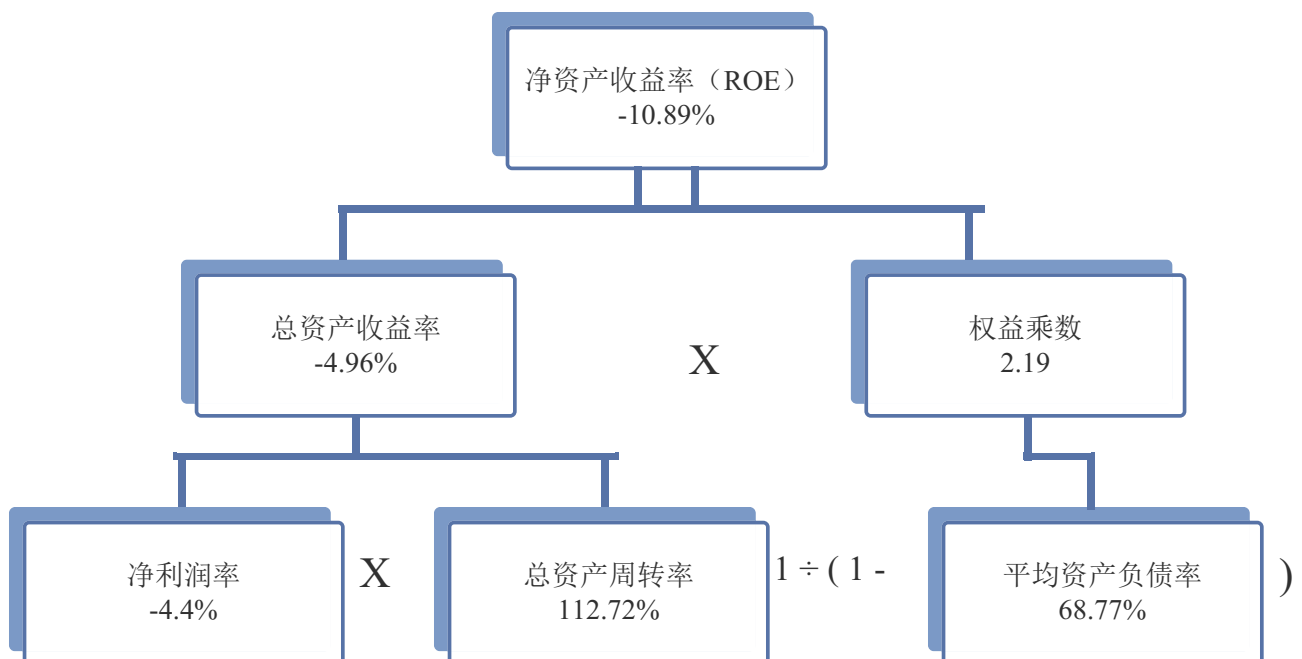 净资产收益率（ROE）
-10.89%
总资产收益率
-4.96%
X
权益乘数
2.19
净利润率
-4.4%
X
总资产周转率
112.72%
1 ÷ ( 1 -
平均资产负债率
68.77%
)